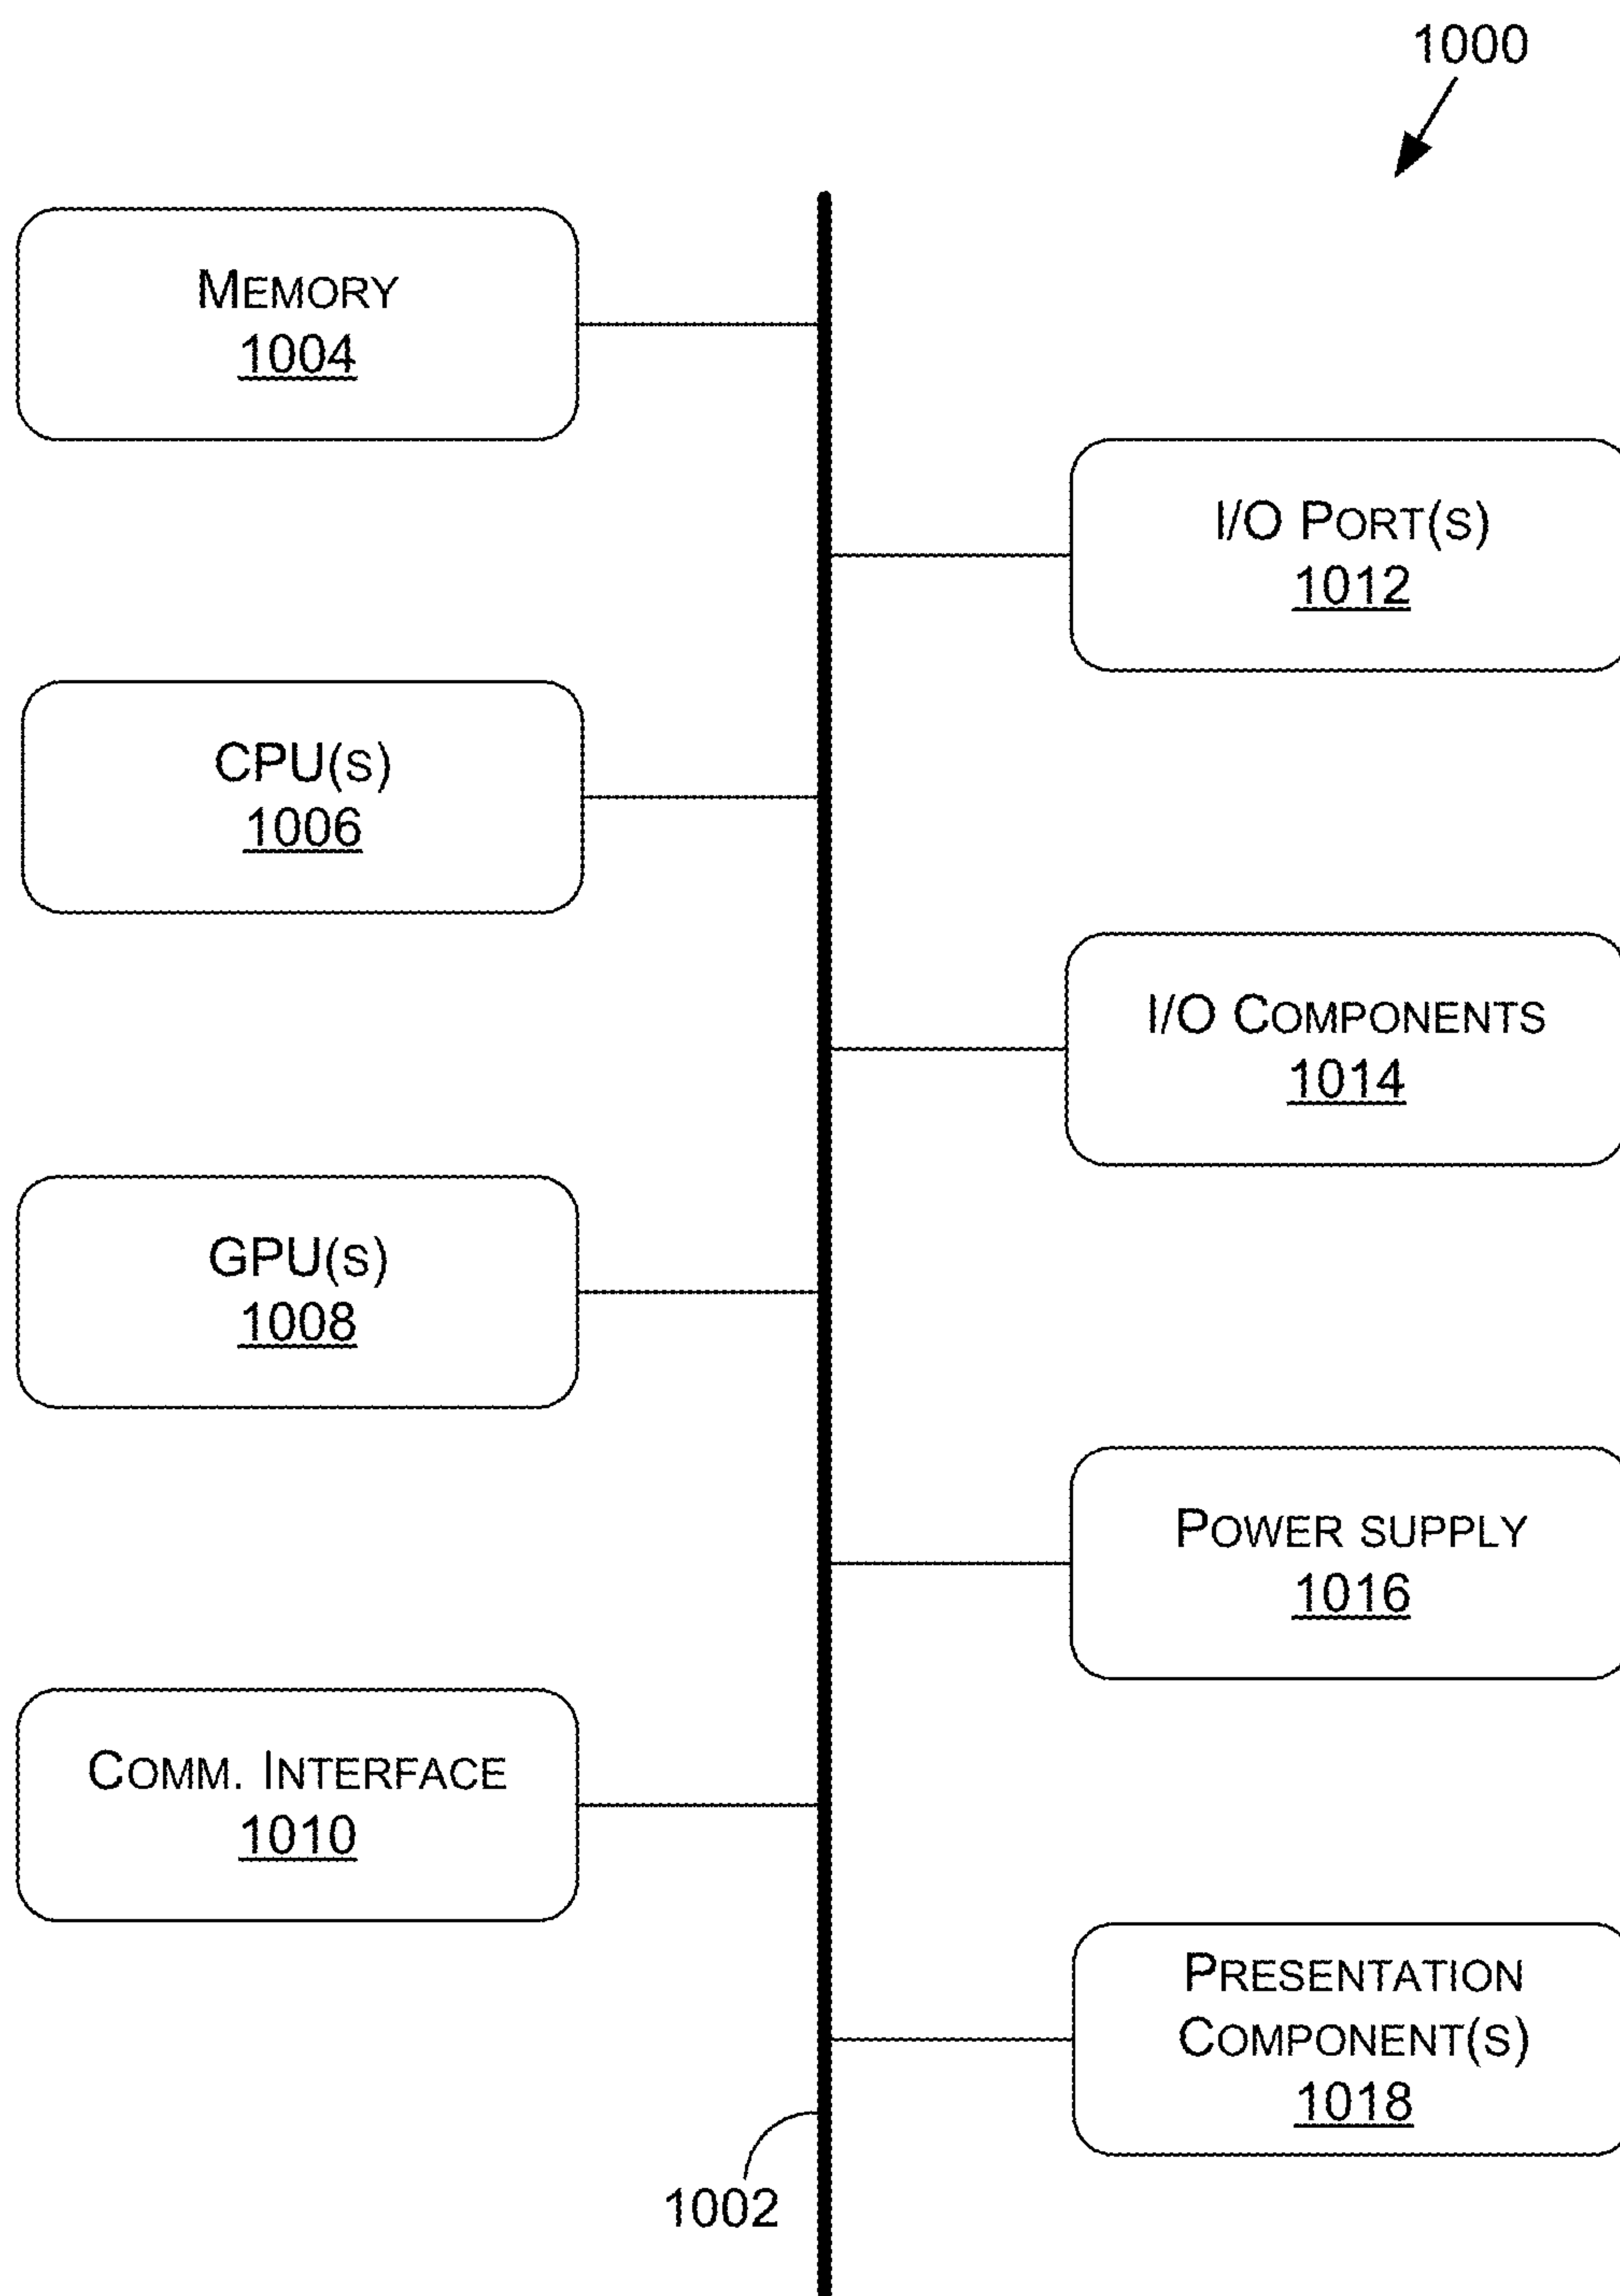 1000
MEMORY
1004
I/O PORT(S)
1012
CPU(S)
1006
I/O COMPONENTS
1014
GPU(S)
1008
POWER SUPPLY
1016
COMM. INTERFACE
1010
PRESENTATION
COMPONENT(S)
1018
1002